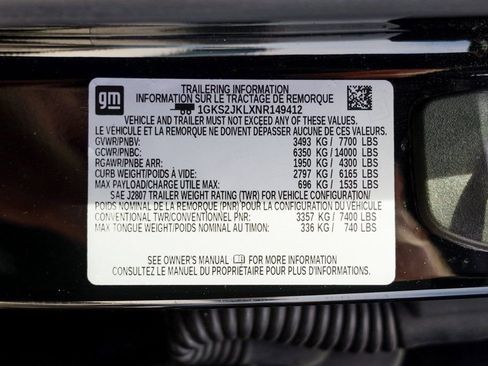 gm
TRAILERING INFORMATION
INFORMATION SUR LE TRACTAGE DE REMORQUE
1GKS2JKLXNR149412
VEHICLE AND TRAILER MUST NOT EXCEED ANY OF THESE VALUES.
LE VÉHICULE ET LA REMORQUE NE DOIVENT DÉPASSER AUCUNE DE CES VALEURS.
GVWR/PNBV: 3493 KG / 7700 LBS
GCWR/PNBC: 6350 KG / 14000 LBS
RGAWR/PNBE ARR: 1950 KG / 4300 LBS
CURB WEIGHT/POIDS À VIDE: 2797 KG / 6165 LBS
MAX PAYLOAD/CHARGE UTILE MAX: 696 KG / 1535 LBS
SAE J2807 TRAILER WEIGHT RATING (TWR) FOR VEHICLE CONFIGURATION/
POIDS NOMINAL DE LA REMORQUE (PNR) POUR LA CONFIGURATION DU VÉHICULE
CONVENTIONAL TWR/CONVENTIONNEL PNR: 3357 KG / 7400 LBS
MAX TONGUE WEIGHT/POIDS NOMINAL AU TIMON: 336 KG / 740 LBS
SEE OWNER'S MANUAL FOR MORE INFORMATION
CONSULTEZ LE MANUEL DU PROPRIÉTAIRE POUR PLUS D'INFORMATIONS.